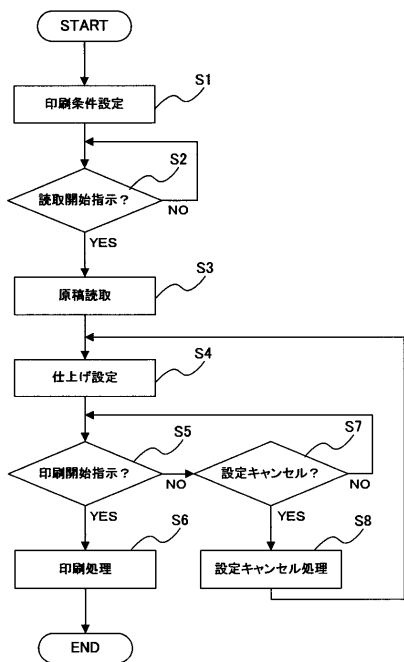 START
S1
印刷条件設定
S2
読取開始指示？
NO
YES
S3
原稿読取
S4
仕上げ設定
S5
S7
印刷開始指示？
NO
設定キャンセル？
NO
YES
YES
S6
S8
印刷処理
設定キャンセル処理
END